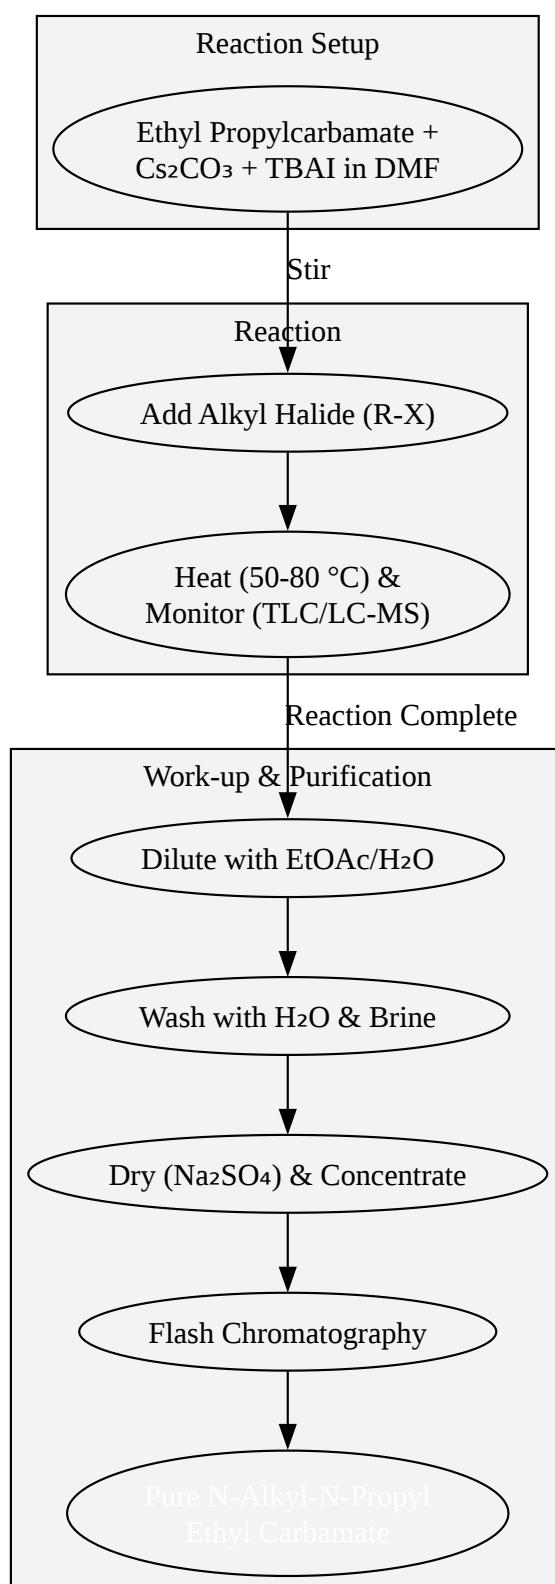 Reaction Setup
Ethyl Propylcarbamate +
Cs₂CO₃ + TBAI in DMF
Stir
Reaction
Add Alkyl Halide (R-X)
Heat (50-80 °C) &
Monitor (TLC/LC-MS)
Reaction Complete
Work-up & Purification
Dilute with EtOAc/H₂O
Wash with H₂O & Brine
Dry (Na₂SO₄) & Concentrate
Flash Chromatography
Pure N-Alkyl-N-Propyl
Ethyl Carbamate